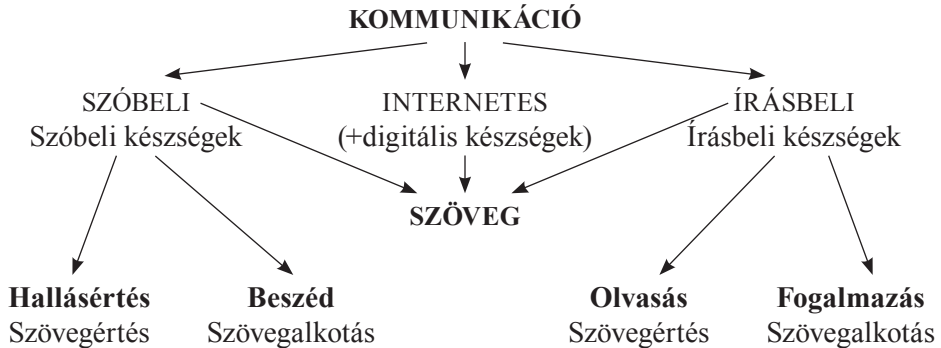 KOMMUNIKÁCIÓ
SZÓBELI INTERNETES ÍRÁSBELI
Szóbeli készségek (+digitális készségek) Írásbeli készségek
SZÖVEG
Hallásértés Beszéd Olvasás Fogalmazás
Szövegértés Szövegalkotás Szövegértés Szövegalkotás